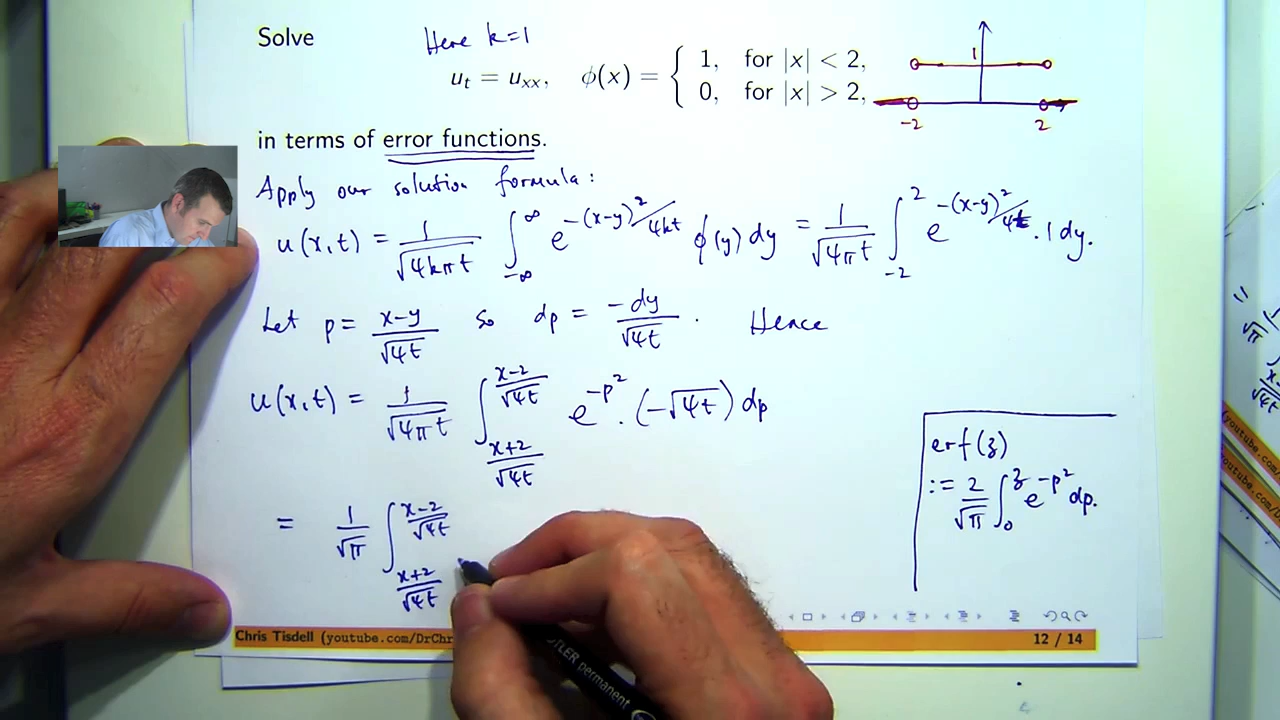 Solve
Here k=1
u_t = u_xx, φ(x) = { 1, for |x| < 2,
0, for |x| > 2,
1
-2 2
in terms of error functions.
Apply our solution formula:
u(x,t) = 1/√4kπt ∫_{-∞}^{∞} e^{-(x-y)²/4kt} φ(y) dy = 1/√4πt ∫_{-2}^{2} e^{-(x-y)²/4t} . 1 dy.
Let p = x-y/√4t so dp = -dy/√4t . Hence
u(x,t) = 1/√4πt ∫_{x+2/√4t}^{x-2/√4t} e^{-p²} . (-√4t) dp
erf(z)
:= 2/√π ∫_0^z e^{-p²} dp.
= 1/√π ∫_{x+2/√4t}^{x-2/√4t}
Chris Tisdell (youtube.com/DrChr
12 / 14